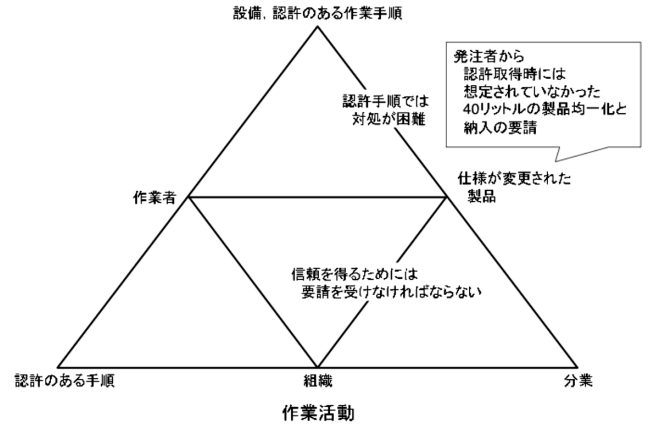 設備，認許のある作業手順
発注者から
認許取得時には
想定されていなかった
40リットルの製品均一化と
納入の要請
認許手順では
対処が困難
作業者
仕様が変更された
製品
信頼を得るためには
要請を受けなければならない
認許のある手順
組織
分業
作業活動